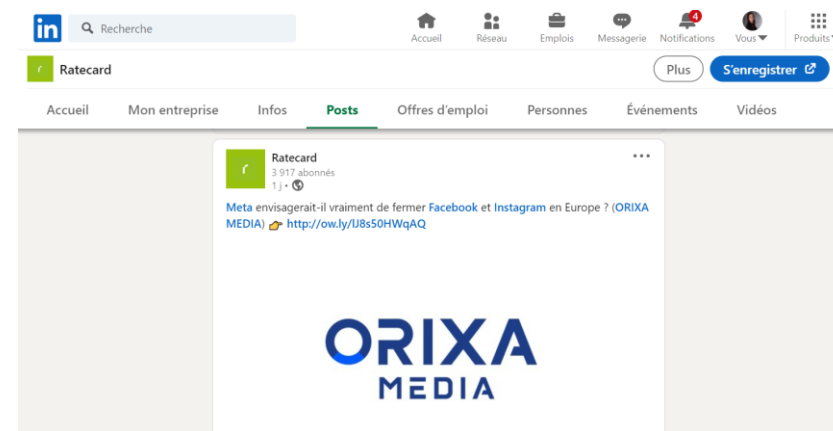 in
Recherche
Accueil
Réseau
Emplois
Messagerie
4
Notifications
Vous
Produits
r
Ratecard
Plus
S'enregistrer
Accueil
Mon entreprise
Infos
Posts
Offres d'emploi
Personnes
Événements
Vidéos
r
Ratecard
3 917 abonnés
1 j •
Meta envisagerait-il vraiment de fermer Facebook et Instagram en Europe ? (ORIXA
MEDIA) 👉 http://ow.ly/lJ8s50HWqAQ
ORIXA
MEDIA